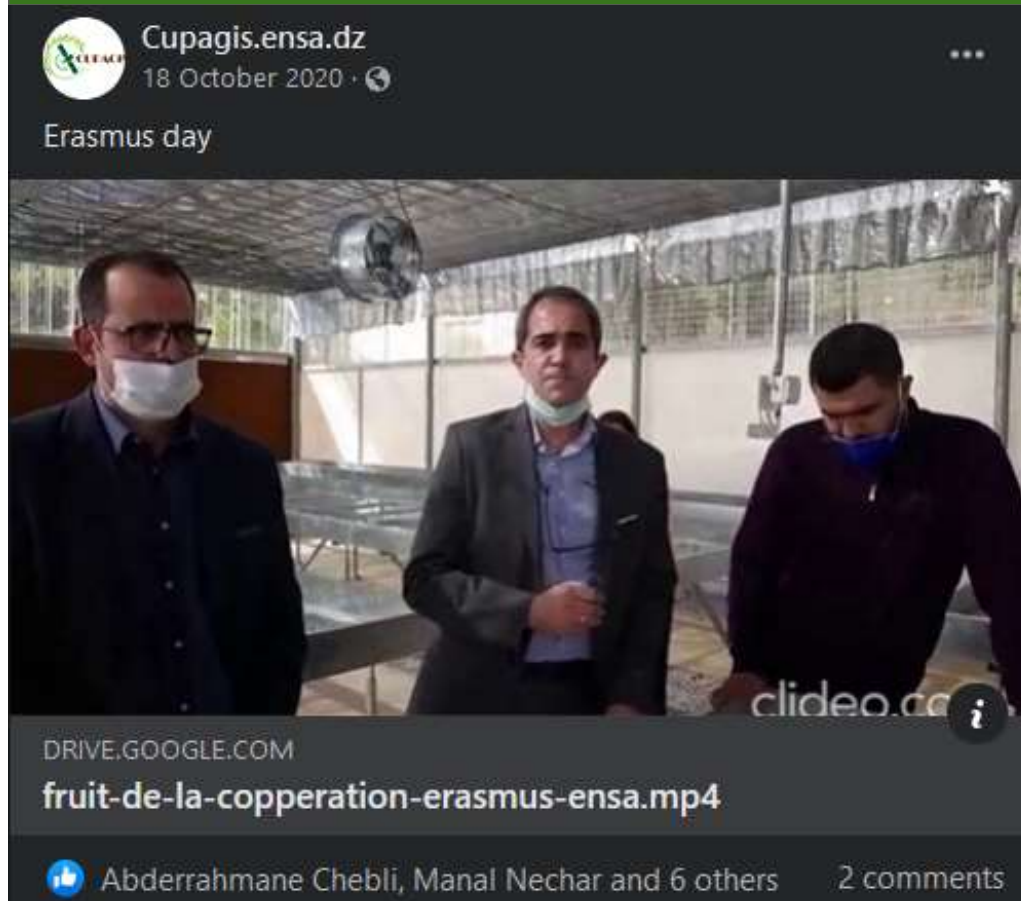 Cupagis.ensa.dz
18 October 2020 ·
Erasmus day
clideo.co
DRIVE.GOOGLE.COM
fruit-de-la-copperation-erasmus-ensa.mp4
Abderrahmane Chebli, Manal Nechar and 6 others 2 comments